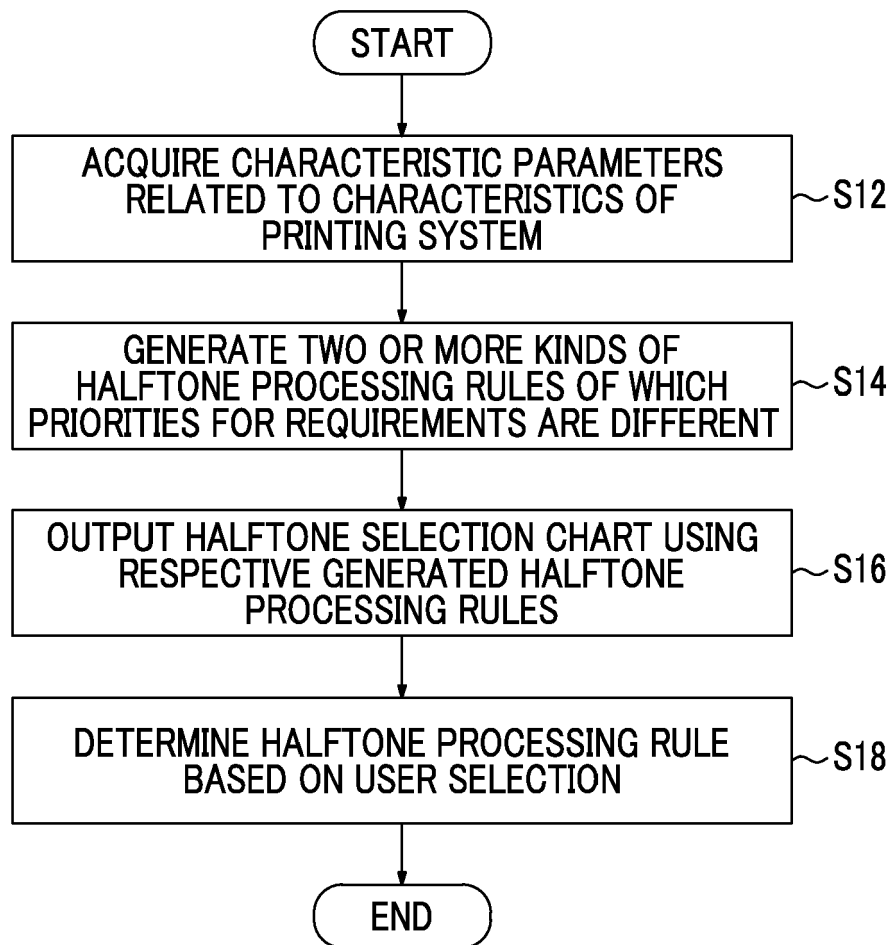 START
ACQUIRE CHARACTERISTIC PARAMETERS
RELATED TO CHARACTERISTICS OF
PRINTING SYSTEM
S12
GENERATE TWO OR MORE KINDS OF
HALFTONE PROCESSING RULES OF WHICH
PRIORITIES FOR REQUIREMENTS ARE DIFFERENT
S14
OUTPUT HALFTONE SELECTION CHART USING
RESPECTIVE GENERATED HALFTONE
PROCESSING RULES
S16
DETERMINE HALFTONE PROCESSING RULE
BASED ON USER SELECTION
S18
END